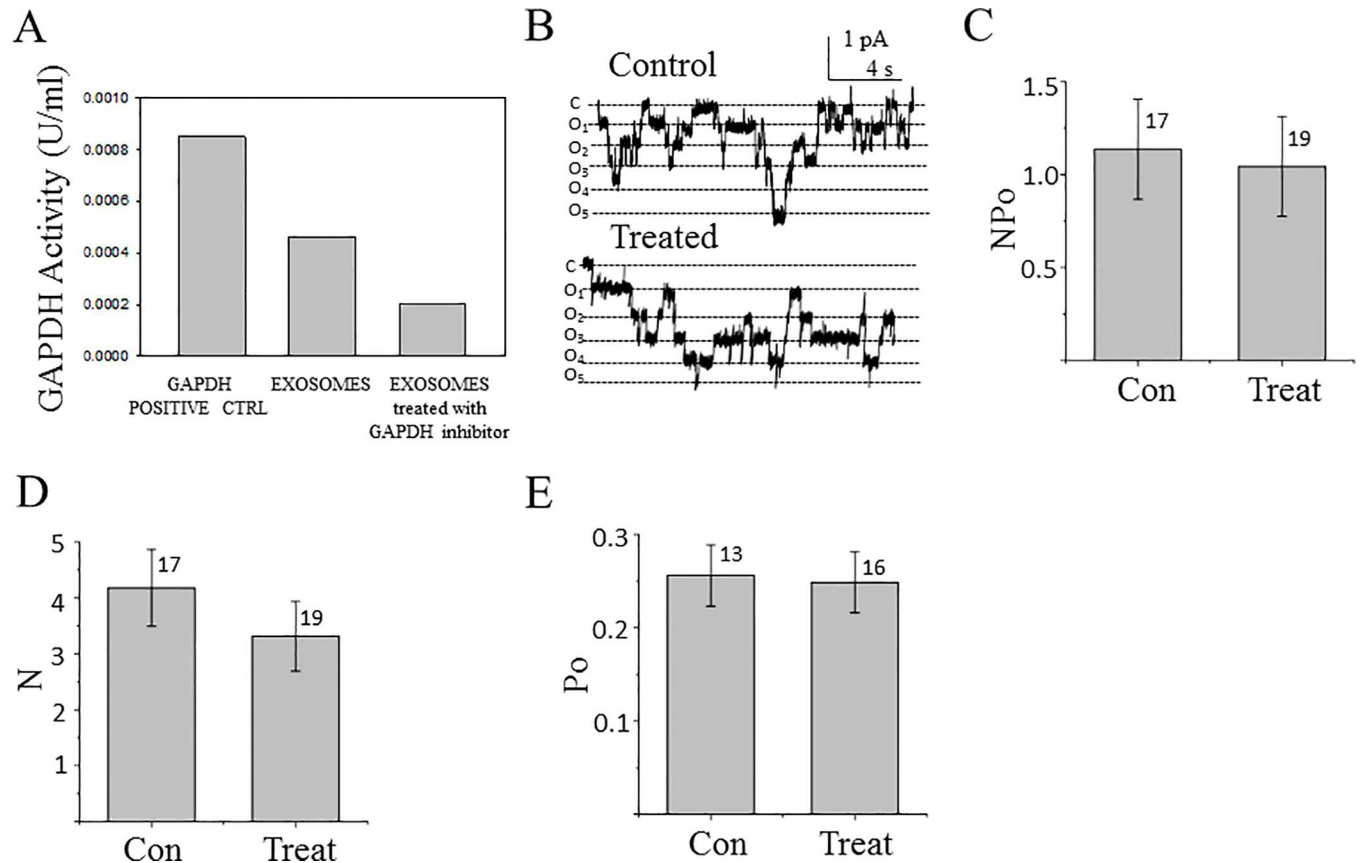 A
GAPDH Activity (U/ml)
0.0010
0.0008
0.0006
0.0004
0.0002
0.0000
GAPDH
POSITIVE CTRL
EXOSOMES
EXOSOMES
treated with
GAPDH inhibitor
B
1 pA
4 s
Control
C
O1
O2
O3
O4
O5
Treated
C
O1
O2
O3
O4
O5
C
NPo
1.5
1.0
0.5
17
19
Con Treat
D
N
5
4
3
2
1
17
19
Con Treat
E
Po
0.3
0.2
0.1
13
16
Con Treat